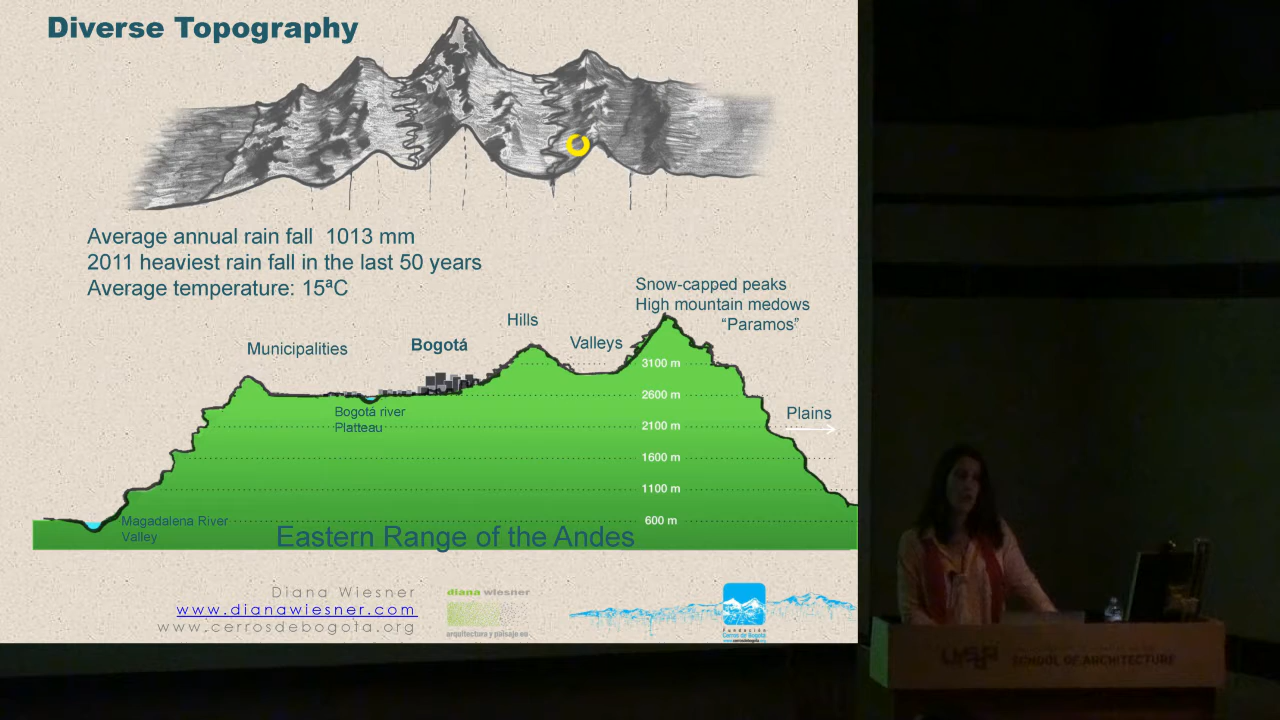 Diverse Topography
Average annual rain fall 1013 mm
2011 heaviest rain fall in the last 50 years
Average temperature: 15ªC
Snow-capped peaks
High mountain medows
“Paramos”
Hills
Valleys
Municipalities
Bogotá
3100 m
2600 m
Bogotá river
Platteau
Plains
2100 m
1600 m
1100 m
600 m
Magadalena River
Valley
Eastern Range of the Andes
Diana Wiesner
www.dianawiesner.com
www.cerrosdebogota.org
diana wiesner
arquitectura y paisaje eu
Fundación
Cerros de Bogotá
www.cerrosdebogota.org
SCHOOL OF ARCHITECTURE